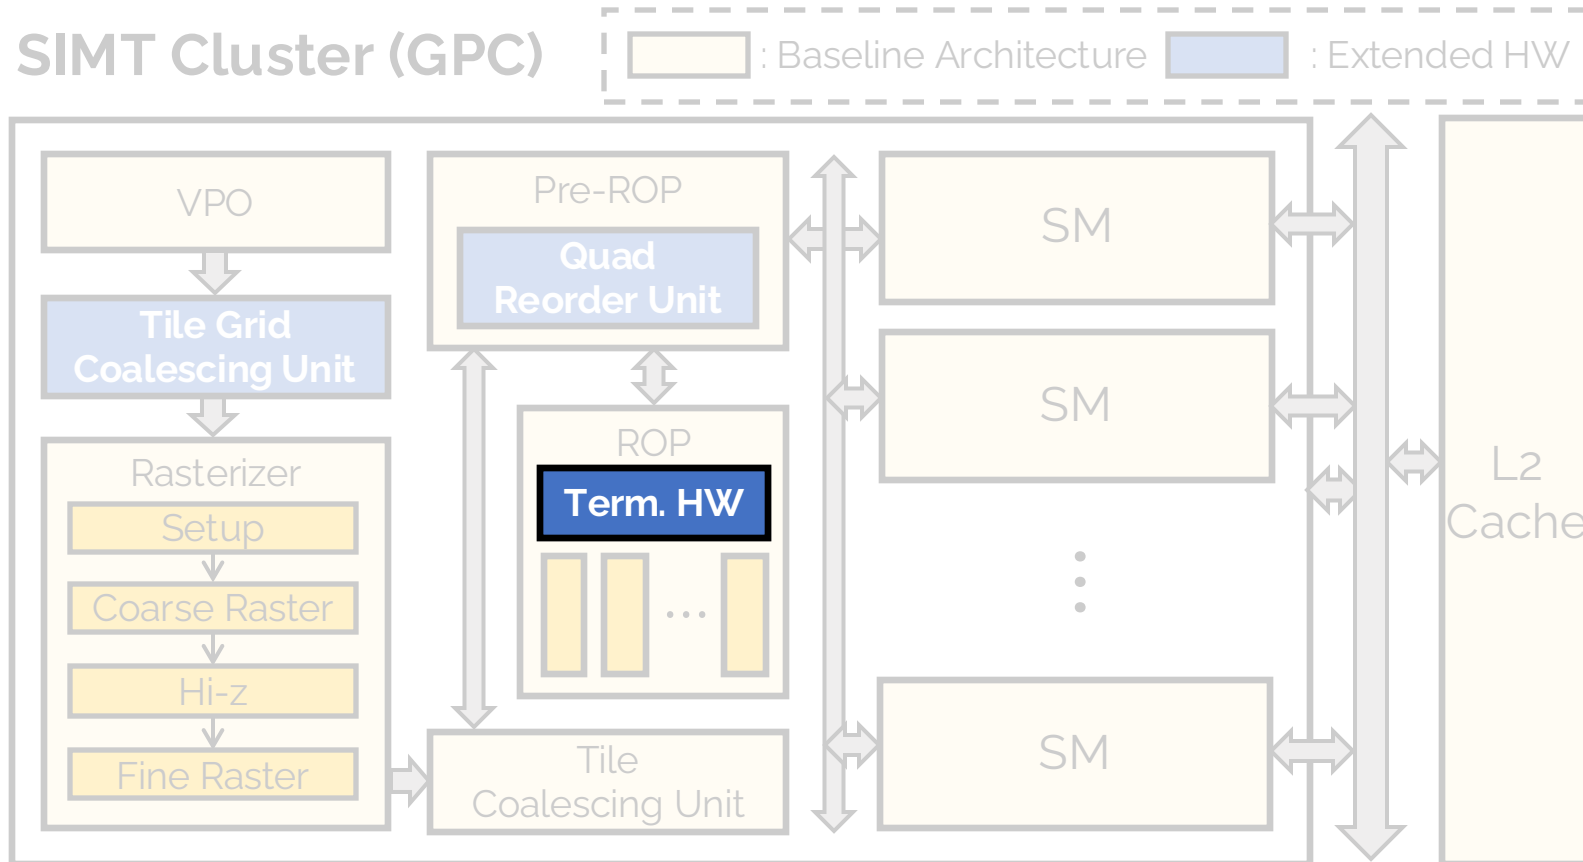 SIMT Cluster (GPC)
: Baseline Architecture
: Extended HW
VPO
Tile Grid
Coalescing Unit
Rasterizer
Setup
Coarse Raster
Hi-z
Fine Raster
Pre-ROP
Quad
Reorder Unit
ROP
Term. HW
...
Tile
Coalescing Unit
SM
SM
SM
L2
Cache